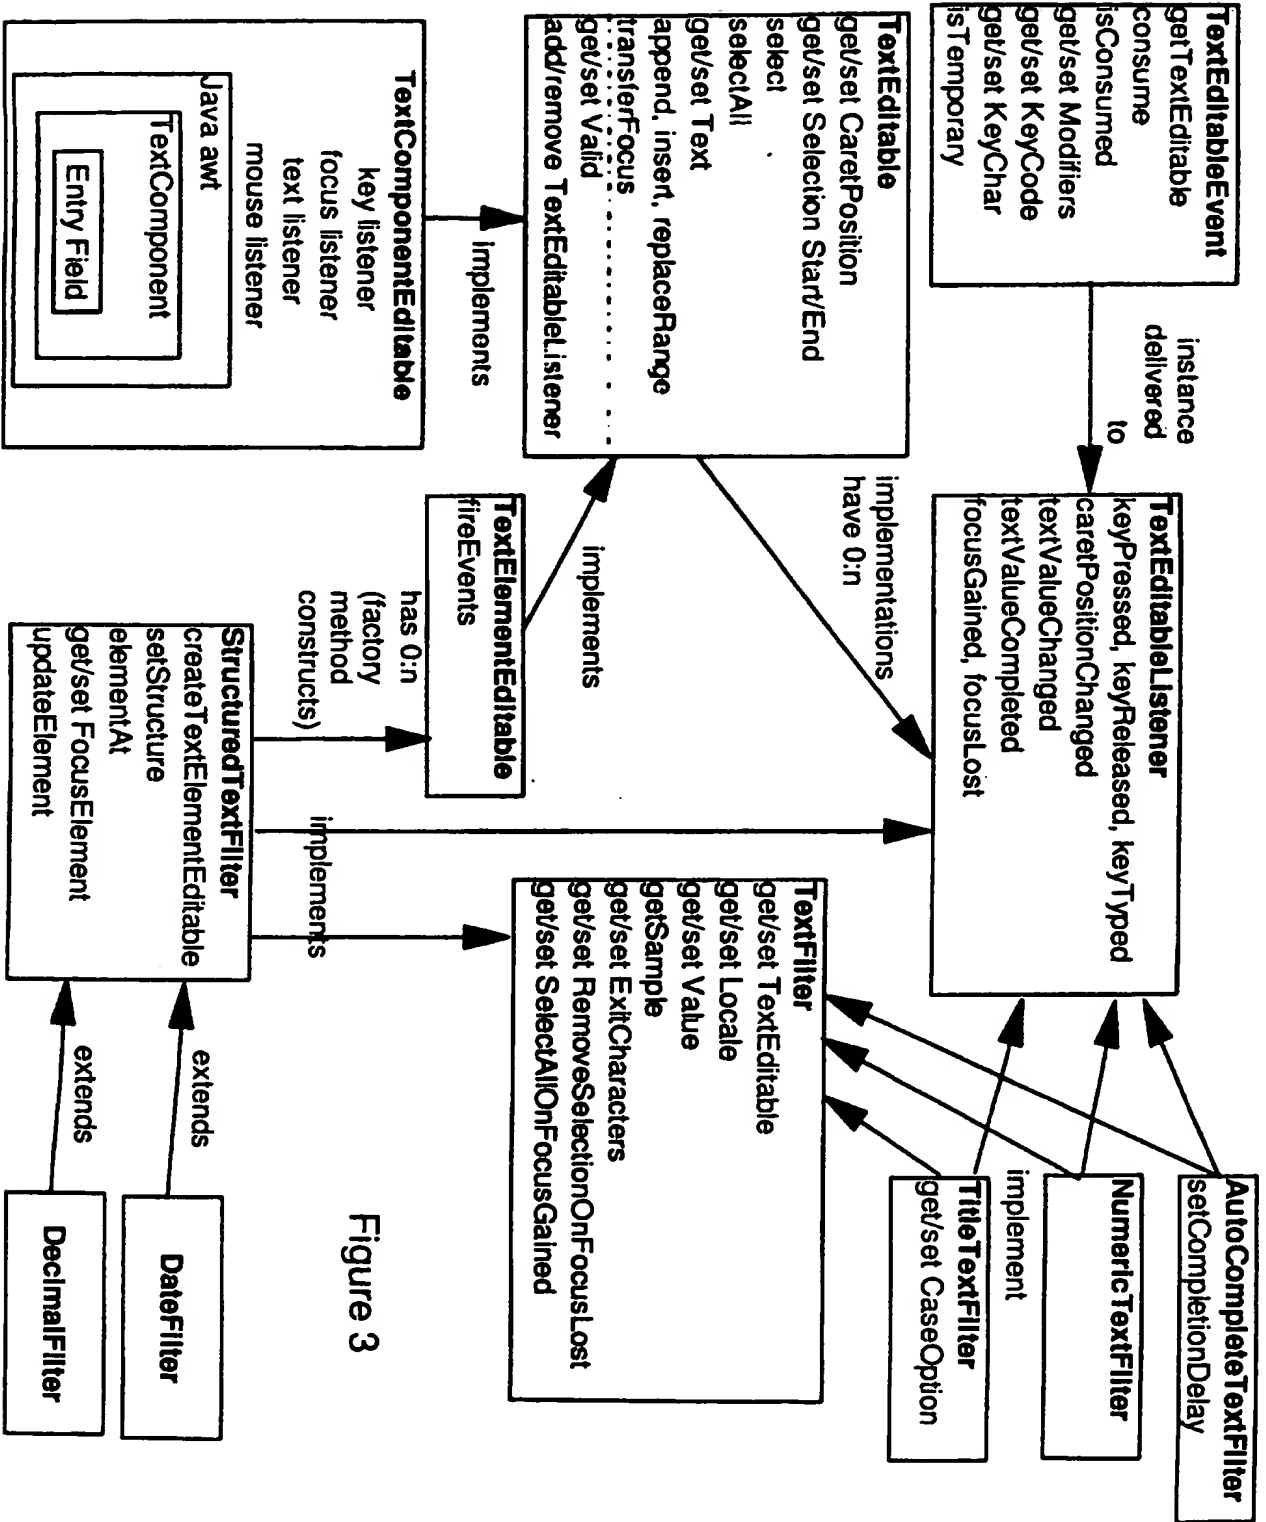 TextEditableEvent
getTextEditable
consume
isConsumed
get/set Modifiers
get/set KeyCode
get/set KeyChar
isTemporary
instance
delivered
to
TextEditableListener
keyPressed, keyReleased, keyTyped
caretPositionChanged
textValueChanged
textValueCompleted
focusGained, focusLost
AutoCompleteTextFilter
setCompletionDelay
NumericTextFilter
implement
TitleTextFilter
get/set CaseOption
TextEditable
get/set CaretPosition
get/set Selection Start/End
select
selectAll
get/set Text
append, insert, replaceRange
transferFocus
get/set Valid
add/remove TextEditableListener
implementations
have 0:n
TextFilter
get/set TextEditable
get/set Locale
get/set Value
getSample
get/set ExitCharacters
get/set RemoveSelectionOnFocusLost
get/set SelectAllOnFocusGained
implements
implements
TextElementEditable
fireEvents
TextComponentEditable
key listener
focus listener
text listener
mouse listener
Java awt
TextComponent
Entry Field
has 0:n
(factory
method
constructs)
implements
StructuredTextFilter
createTextElementEditable
setStructure
elementAt
get/set FocusElement
updateElement
extends
extends
DateFilter
DecimalFilter
Figure 3